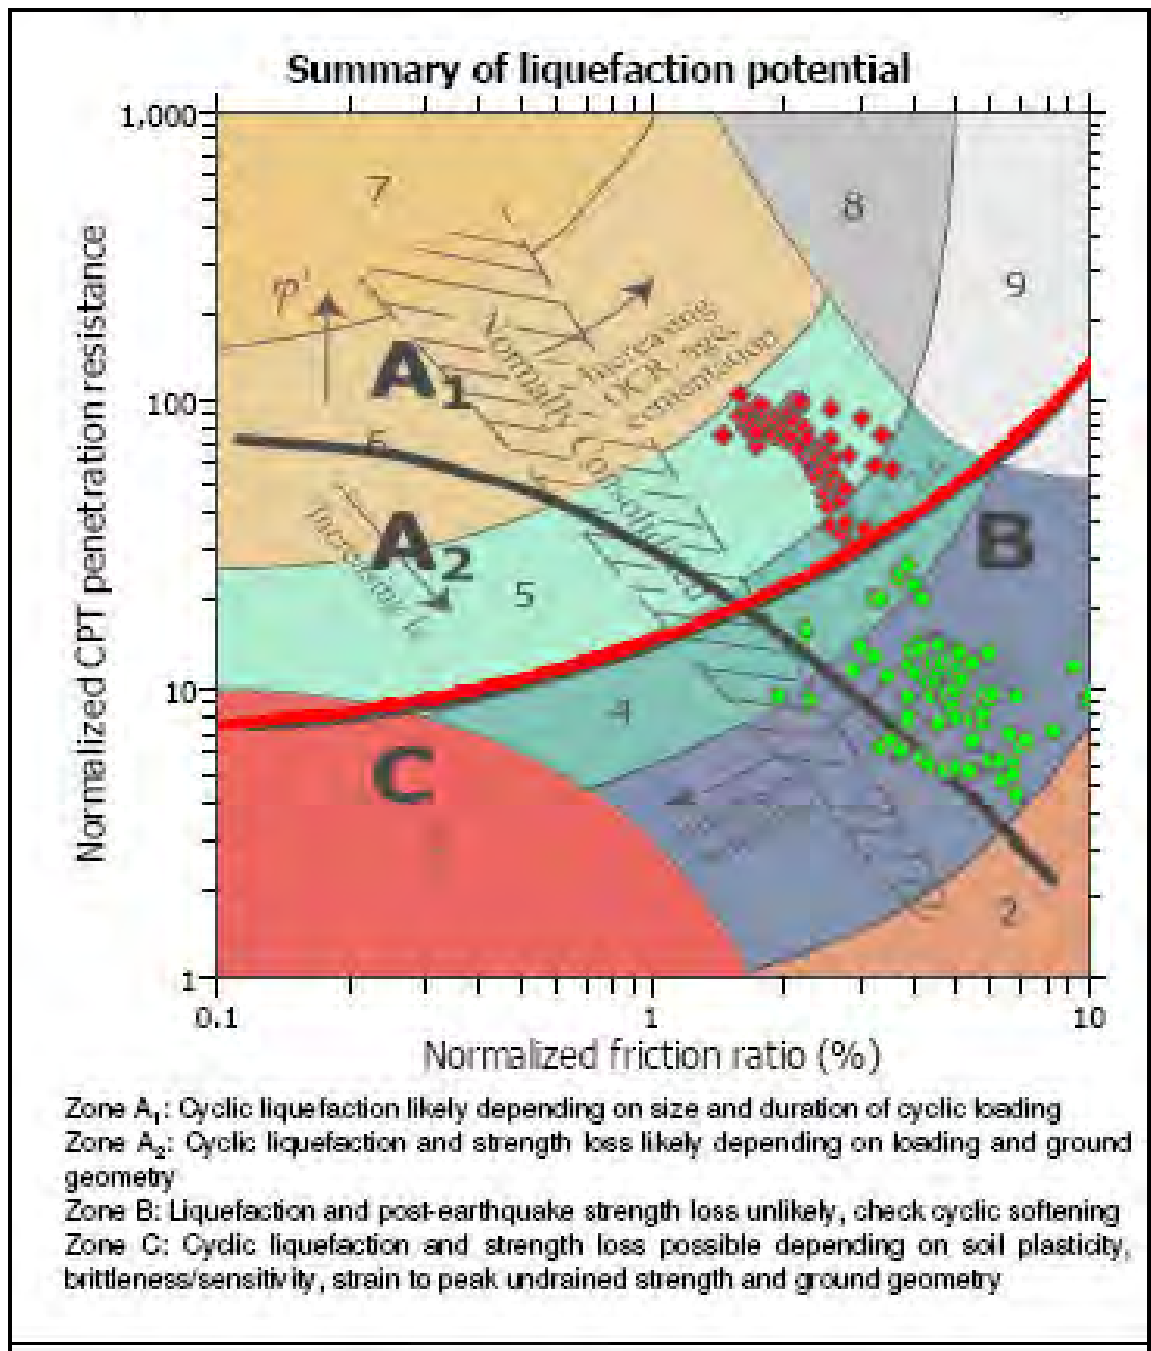 Summary of liquefaction potential
1,000
7
8
9
φ'
Increasing
OCR, age,
cementation
Normally
A1
100
6
Consolidated
A2
Increasing
B
5
Normalized CPT penetration resistance
10
4
C
2
1
0.1
1
10
Normalized friction ratio (%)
Zone A1: Cyclic liquefaction likely depending on size and duration of cyclic loading
Zone A2: Cyclic liquefaction and strength loss likely depending on loading and ground
geometry
Zone B: Liquefaction and post-earthquake strength loss unlikely, check cyclic softening
Zone C: Cyclic liquefaction and strength loss possible depending on soil plasticity,
brittleness/sensitivity, strain to peak undrained strength and ground geometry